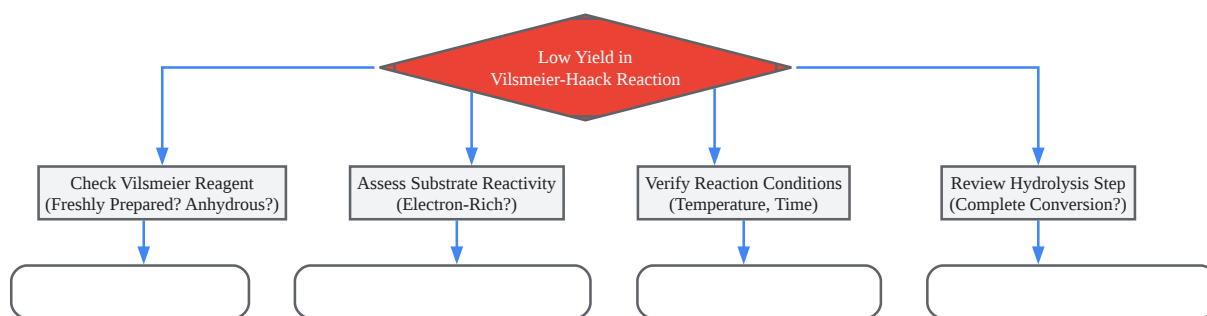 Low Yield in
Vilsmeier-Haack Reaction
Check Vilsmeier Reagent
(Freshly Prepared? Anhydrous?)
Assess Substrate Reactivity
(Electron-Rich?)
Verify Reaction Conditions
(Temperature, Time)
Review Hydrolysis Step
(Complete Conversion?)